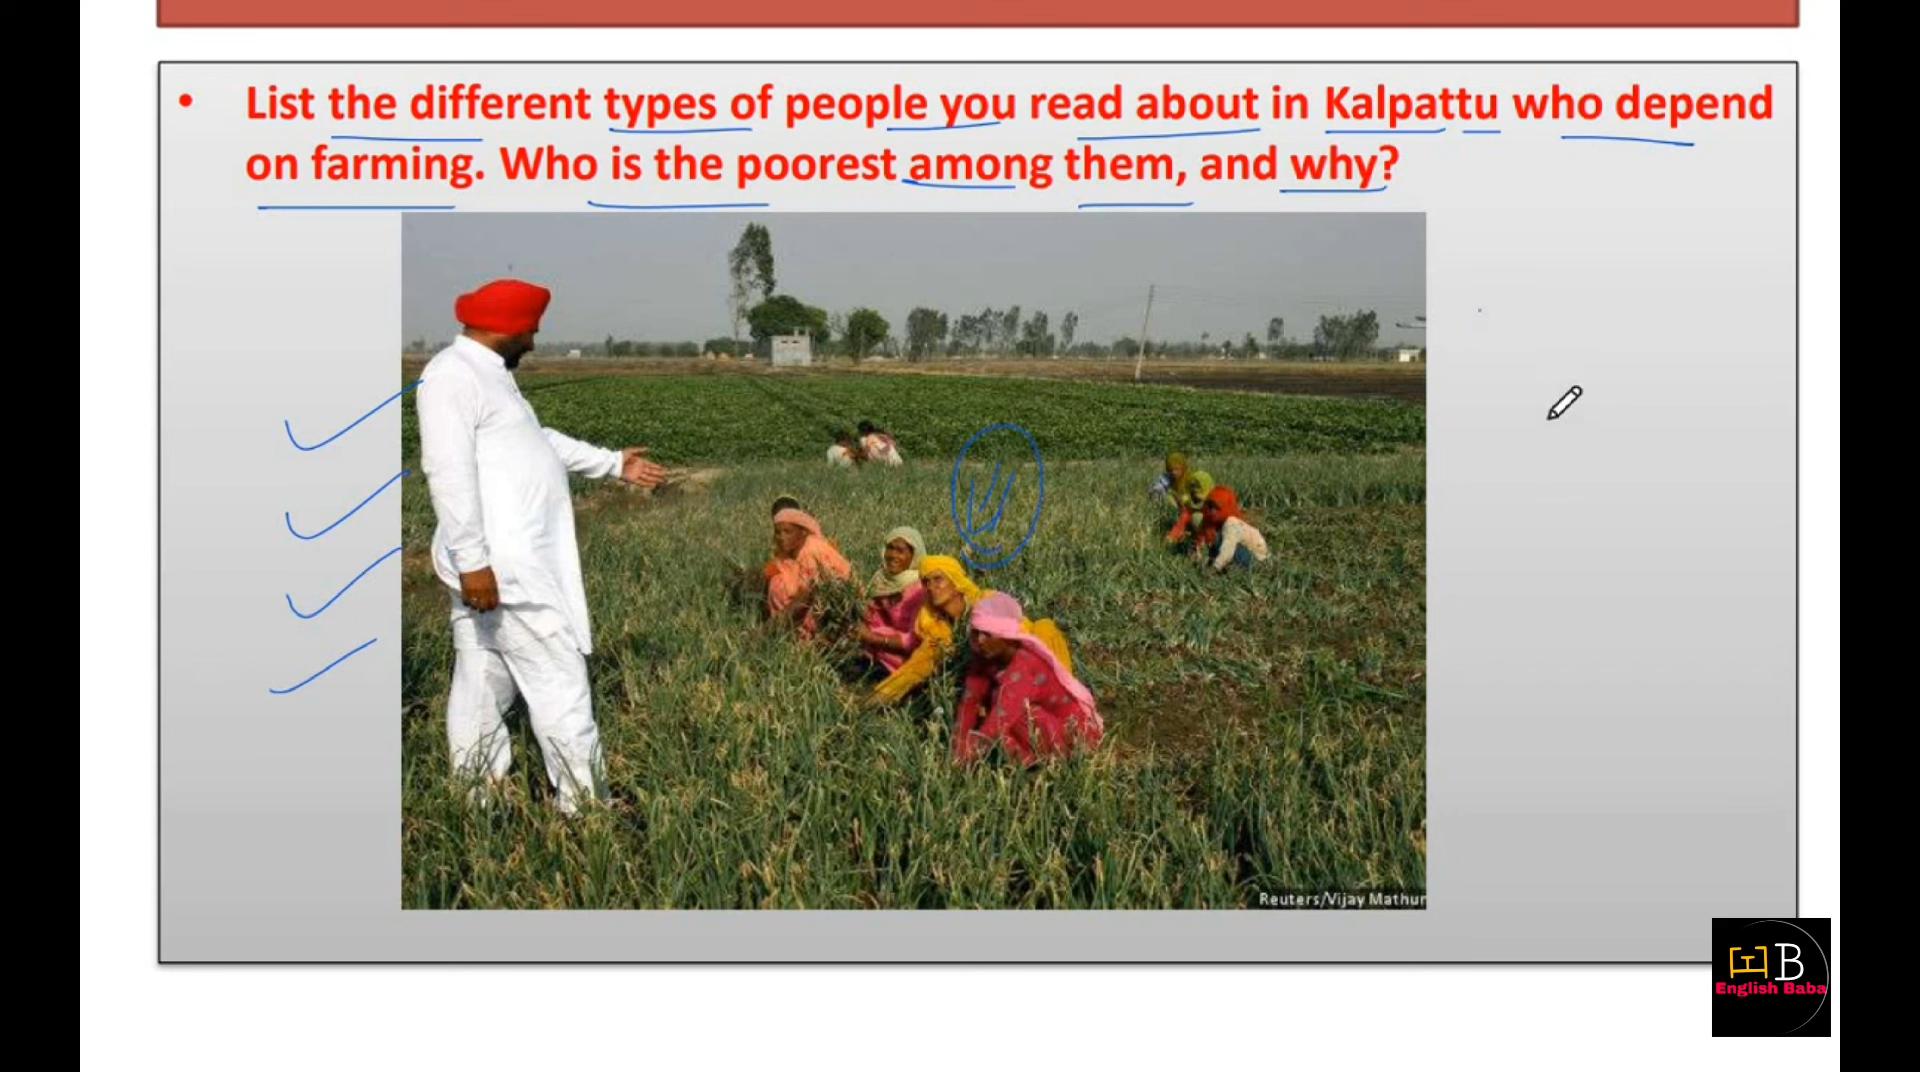 • List the different types of people you read about in Kalpattu who depend
on farming. Who is the poorest among them, and why?
Reuters/Vijay Mathur
B
English Baba